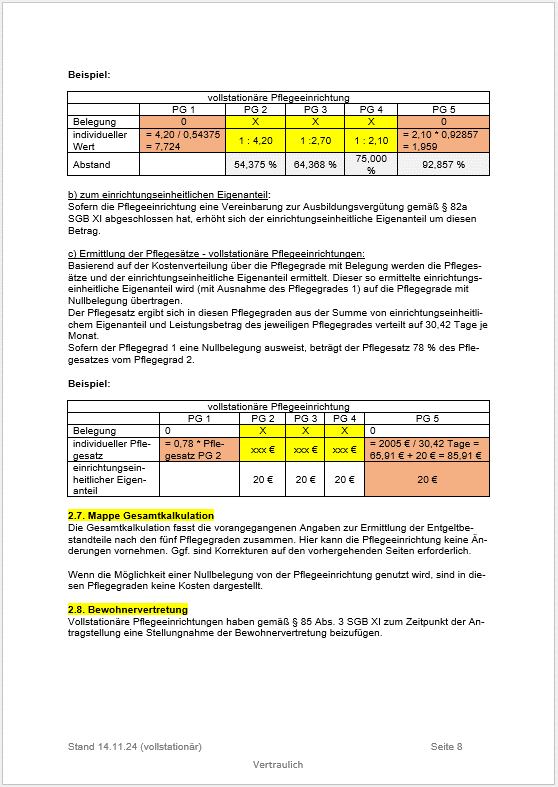 Beispiel:
vollstationäre Pflegeeinrichtung
PG 1 PG 2 PG 3 PG 4 PG 5
Belegung 0 X X X 0
individueller Wert = 4,20 / 0,54375 = 7,724 1 : 4,20 1 :2,70 1 : 2,10 = 2,10 * 0,92857 = 1,959
Abstand 54,375 % 64,368 % 75,000 % 92,857 %
b) zum einrichtungseinheitlichen Eigenanteil:
Sofern die Pflegeeinrichtung eine Vereinbarung zur Ausbildungsvergütung gemäß § 82a
SGB XI abgeschlossen hat, erhöht sich der einrichtungseinheitliche Eigenanteil um diesen
Betrag.
c) Ermittlung der Pflegesätze - vollstationäre Pflegeeinrichtungen:
Basierend auf der Kostenverteilung über die Pflegegrade mit Belegung werden die Pfleges-
ätze und der einrichtungseinheitliche Eigenanteil ermittelt. Dieser so ermittelte einrichtungs-
einheitliche Eigenanteil wird (mit Ausnahme des Pflegegrades 1) auf die Pflegegrade mit
Nullbelegung übertragen.
Der Pflegesatz ergibt sich in diesen Pflegegraden aus der Summe von einrichtungseinheitli-
chem Eigenanteil und Leistungsbetrag des jeweiligen Pflegegrades verteilt auf 30,42 Tage je
Monat.
Sofern der Pflegegrad 1 eine Nullbelegung ausweist, beträgt der Pflegesatz 78 % des Pfle-
gesatzes vom Pflegegrad 2.
Beispiel:
vollstationäre Pflegeeinrichtung
PG 1 PG 2 PG 3 PG 4 PG 5
Belegung 0 X X X 0
individueller Pfle-
gesatz = 0,78 * Pfle-
gesatz PG 2 xxx € xxx € xxx € = 2005 € / 30,42 Tage =
65,91 € + 20 € = 85,91 €
einrichtungsein-
heitlicher Eigen-
anteil 20 € 20 € 20 € 20 €
2.7. Mappe Gesamtkalkulation
Die Gesamtkalkulation fasst die vorangegangenen Angaben zur Ermittlung der Entgeltbe-
standteile nach den fünf Pflegegraden zusammen. Hier kann die Pflegeeinrichtung keine Än-
derungen vornehmen. Ggf. sind Korrekturen auf den vorhergehenden Seiten erforderlich.
Wenn die Möglichkeit einer Nullbelegung von der Pflegeeinrichtung genutzt wird, sind in die-
sen Pflegegraden keine Kosten dargestellt.
2.8. Bewohnervertretung
Vollstationäre Pflegeeinrichtungen haben gemäß § 85 Abs. 3 SGB XI zum Zeitpunkt der An-
tragstellung eine Stellungnahme der Bewohnervertretung beizufügen.
Stand 14.11.24 (vollstationär) Seite 8
Vertraulich